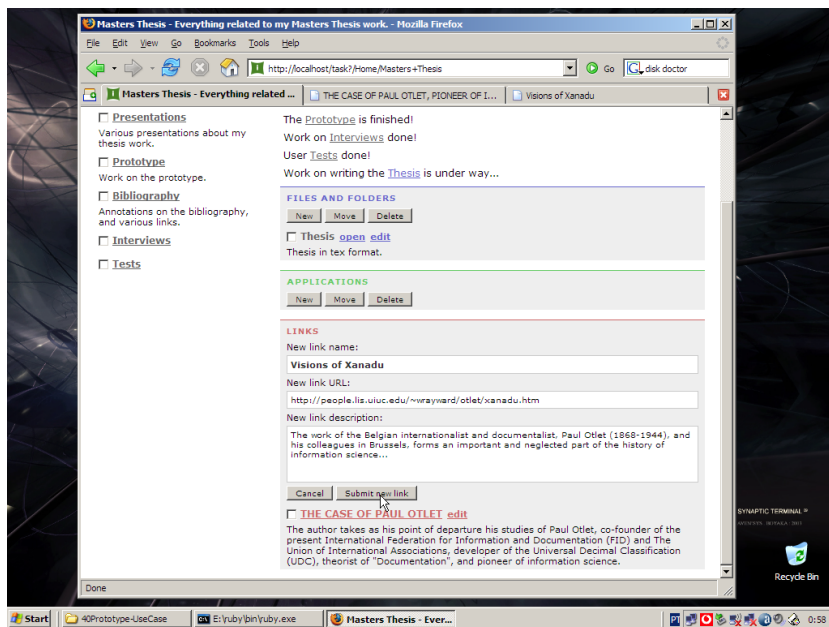 Masters Thesis - Everything related to my Masters Thesis work. - Mozilla Firefox
File Edit View Go Bookmarks Tools Help
http://localhost/task?/Home/Masters+Thesis Go G disk doctor
Masters Thesis - Everything related ... THE CASE OF PAUL OTLET, PIONEER OF I... Visions of Xanadu
Presentations
Various presentations about my
thesis work.
Prototype
Work on the prototype.
Bibliography
Annotations on the bibliography,
and various links.
Interviews
Tests
The Prototype is finished!
Work on Interviews done!
User Tests done!
Work on writing the Thesis is under way...
FILES AND FOLDERS
New Move Delete
Thesis open edit
Thesis in tex format.
APPLICATIONS
New Move Delete
LINKS
New link name:
Visions of Xanadu
New link URL:
http://people.lis.uiuc.edu/~wrayward/otlet/xanadu.htm
New link description:
The work of the Belgian internationalist and documentalist, Paul Otlet (1868-1944), and
his colleagues in Brussels, forms an important and neglected part of the history of
information science...
Cancel Submit new link
THE CASE OF PAUL OTLET edit
The author takes as his point of departure his studies of Paul Otlet, co-founder of the
present International Federation for Information and Documentation (FID) and The
Union of International Associations, developer of the Universal Decimal Classification
(UDC), theorist of "Documentation", and pioneer of information science.
SYNAPTIC TERMINAL
Recycle Bin
Done
Start 40Prototype-UseCase E:\ruby\bin\ruby.exe Masters Thesis - Ever... PT 0:58